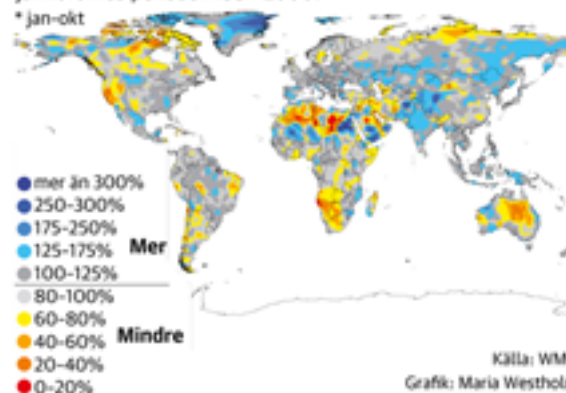 * jan-okt
mer än 300%
250-300%
175-250%
125-175%
Mer
100-125%
80-100%
60-80%
Mindre
40-60%
20-40%
0-20%
Källa: WM
Grafik: Maria Westhol